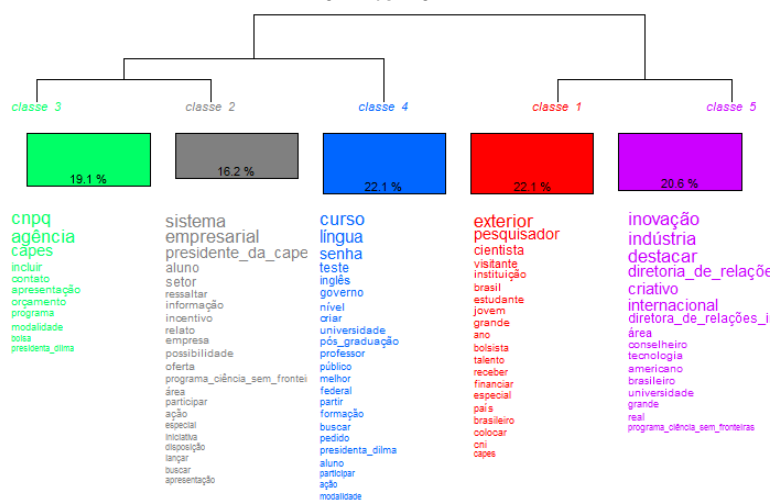 classe 3
classe 2
classe 4
classe 1
classe 5
19.1 %
16.2 %
22.1 %
22.1 %
20.6 %
cnpq
agência
capes
incluir
contato
apresentação
orçamento
programa
modalidade
bolsa
presidenta_dilma
sistema
empresarial
presidente_da_cape
aluno
setor
ressaltar
informação
incentivo
relato
empresa
possibilidade
oferta
programa_ciência_sem_frontei
área
participar
ação
especial
iniciativa
disposição
lançar
buscar
apresentação
curso
língua
senha
teste
inglês
governo
nível
criar
universidade
pós_graduação
professor
público
melhor
federal
partir
formação
buscar
pedido
presidenta_dilma
aluno
participar
ação
modalidade
exterior
pesquisador
cientista
visitante
instituição
brasil
estudante
jovem
grande
ano
bolsista
talento
receber
financiar
especial
país
brasileiro
colocar
cni
capes
inovação
indústria
destacar
diretoria_de_relaçõe
criativo
internacional
diretora_de_relações_i
área
conselheiro
tecnologia
americano
brasileiro
universidade
grande
real
programa_ciência_sem_fronteiras